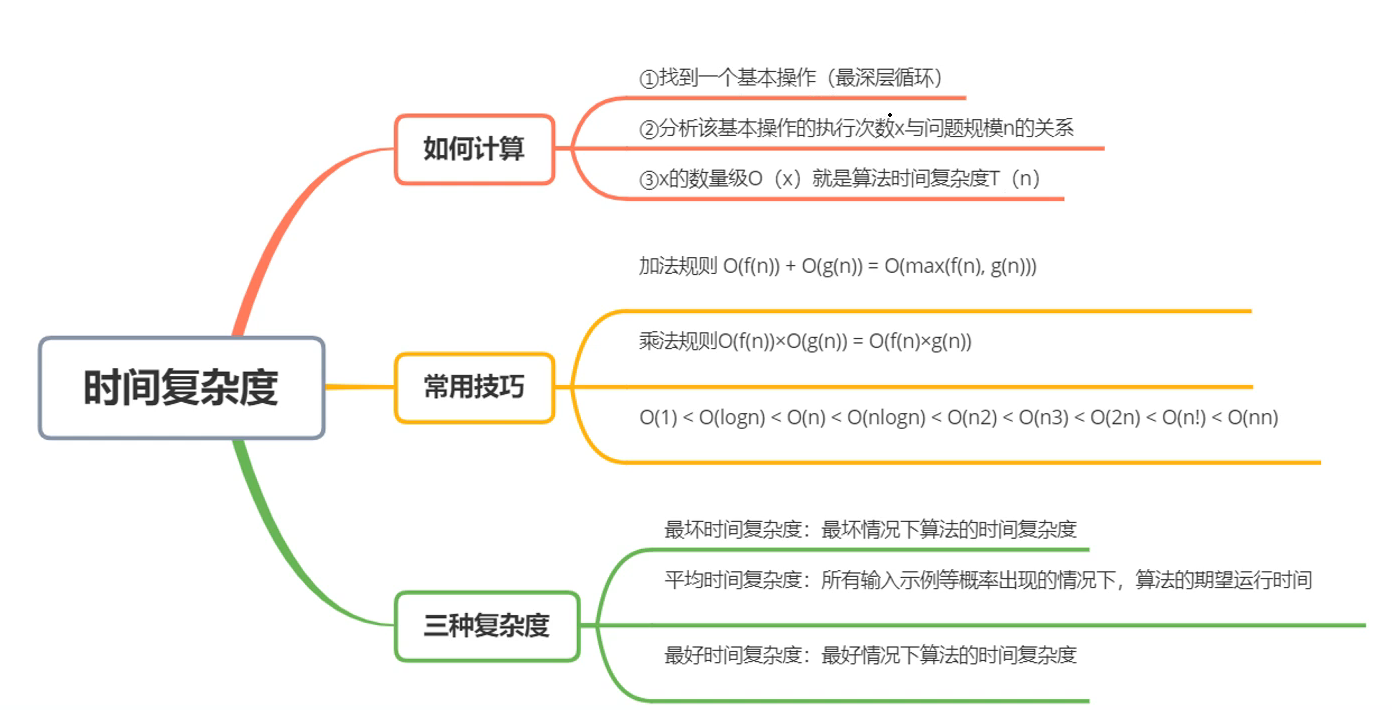 时间复杂度
如何计算
①找到一个基本操作（最深层循环）
②分析该基本操作的执行次数x与问题规模n的关系
③x的数量级O（x）就是算法时间复杂度T（n）
常用技巧
加法规则 O(f(n)) + O(g(n)) = O(max(f(n), g(n)))
乘法规则O(f(n))×O(g(n)) = O(f(n)×g(n))
O(1) < O(logn) < O(n) < O(nlogn) < O(n2) < O(n3) < O(2n) < O(n!) < O(nn)
三种复杂度
最坏时间复杂度：最坏情况下算法的时间复杂度
平均时间复杂度：所有输入示例等概率出现的情况下，算法的期望运行时间
最好时间复杂度：最好情况下算法的时间复杂度